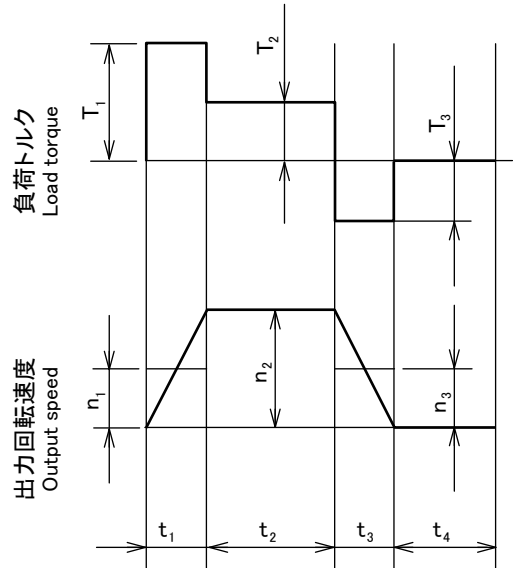 負荷トルク
Load torque
T₁
T₂
T₃
出力回転速度
Output speed
n₁
n₂
n₃
t₁
t₂
t₃
t₄